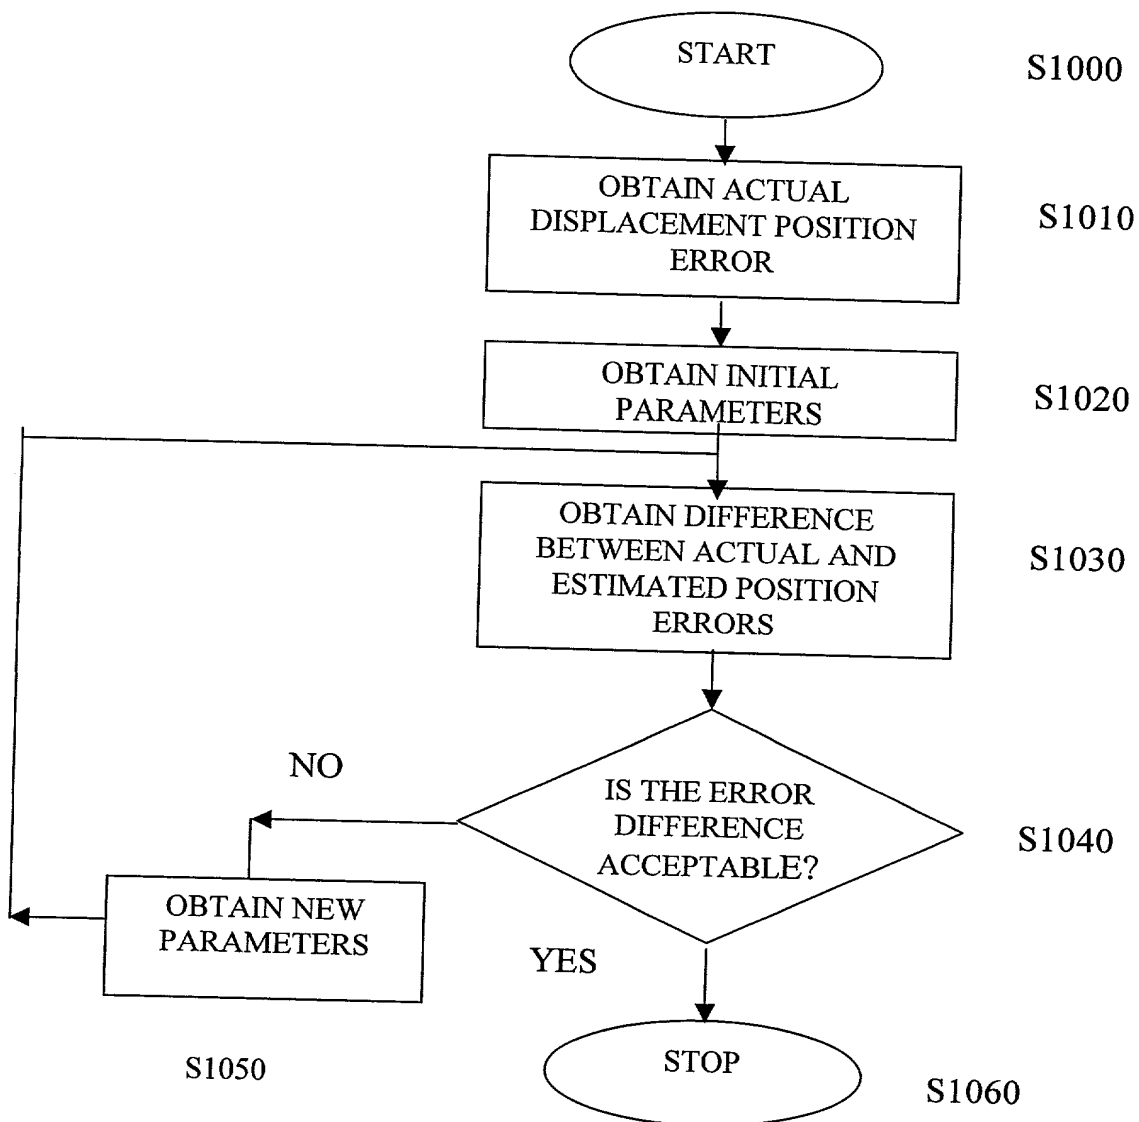 START
S1000
OBTAIN ACTUAL
DISPLACEMENT POSITION
ERROR
S1010
OBTAIN INITIAL
PARAMETERS
S1020
OBTAIN DIFFERENCE
BETWEEN ACTUAL AND
ESTIMATED POSITION
ERRORS
S1030
NO
IS THE ERROR
DIFFERENCE
ACCEPTABLE?
S1040
OBTAIN NEW
PARAMETERS
YES
S1050
STOP
S1060